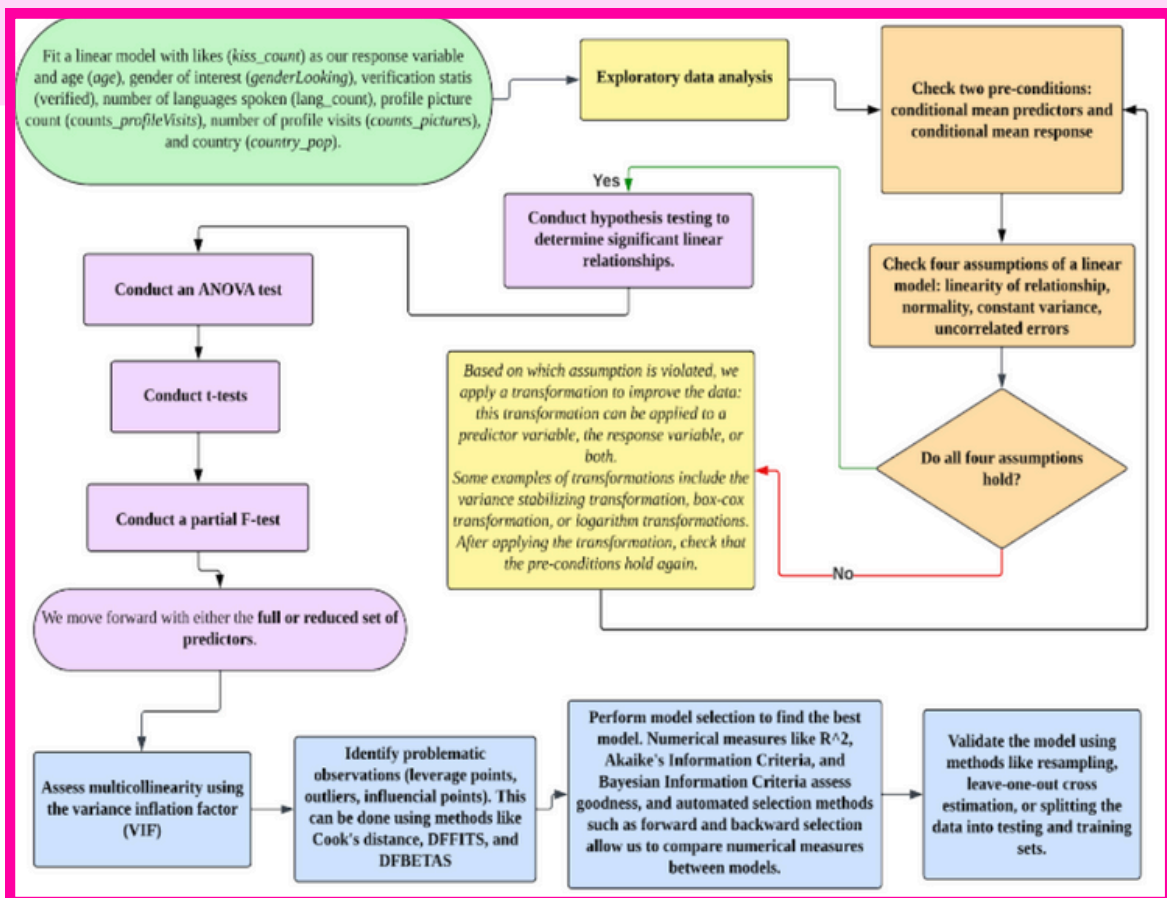 Fit a linear model with likes (kiss_count) as our response variable
and age (age), gender of interest (genderLooking), verification statis
(verified), number of languages spoken (lang_count), profile picture
count (counts_profileVisits), number of profile visits (counts_pictures),
and country (country_pop).
Exploratory data analysis
Check two pre-conditions:
conditional mean predictors and
conditional mean response
Check four assumptions of a linear
model: linearity of relationship,
normality, constant variance,
uncorrelated errors
Do all four assumptions
hold?
Yes
Conduct hypothesis testing to
determine significant linear
relationships.
No
Based on which assumption is violated, we
apply a transformation to improve the data:
this transformation can be applied to a
predictor variable, the response variable, or
both.
Some examples of transformations include the
variance stabilizing transformation, box-cox
transformation, or logarithm transformations.
After applying the transformation, check that
the pre-conditions hold again.
Conduct an ANOVA test
Conduct t-tests
Conduct a partial F-test
We move forward with either the full or reduced set of
predictors.
Assess multicollinearity using
the variance inflation factor
(VIF)
Identify problematic
observations (leverage points,
outliers, influencial points). This
can be done using methods like
Cook's distance, DFFITS, and
DFBETAS
Perform model selection to find the best
model. Numerical measures like R^2,
Akaike's Information Criteria, and
Bayesian Information Criteria assess
goodness, and automated selection methods
such as forward and backward selection
allow us to compare numerical measures
between models.
Validate the model using
methods like resampling,
leave-one-out cross
estimation, or splitting the
data into testing and training
sets.